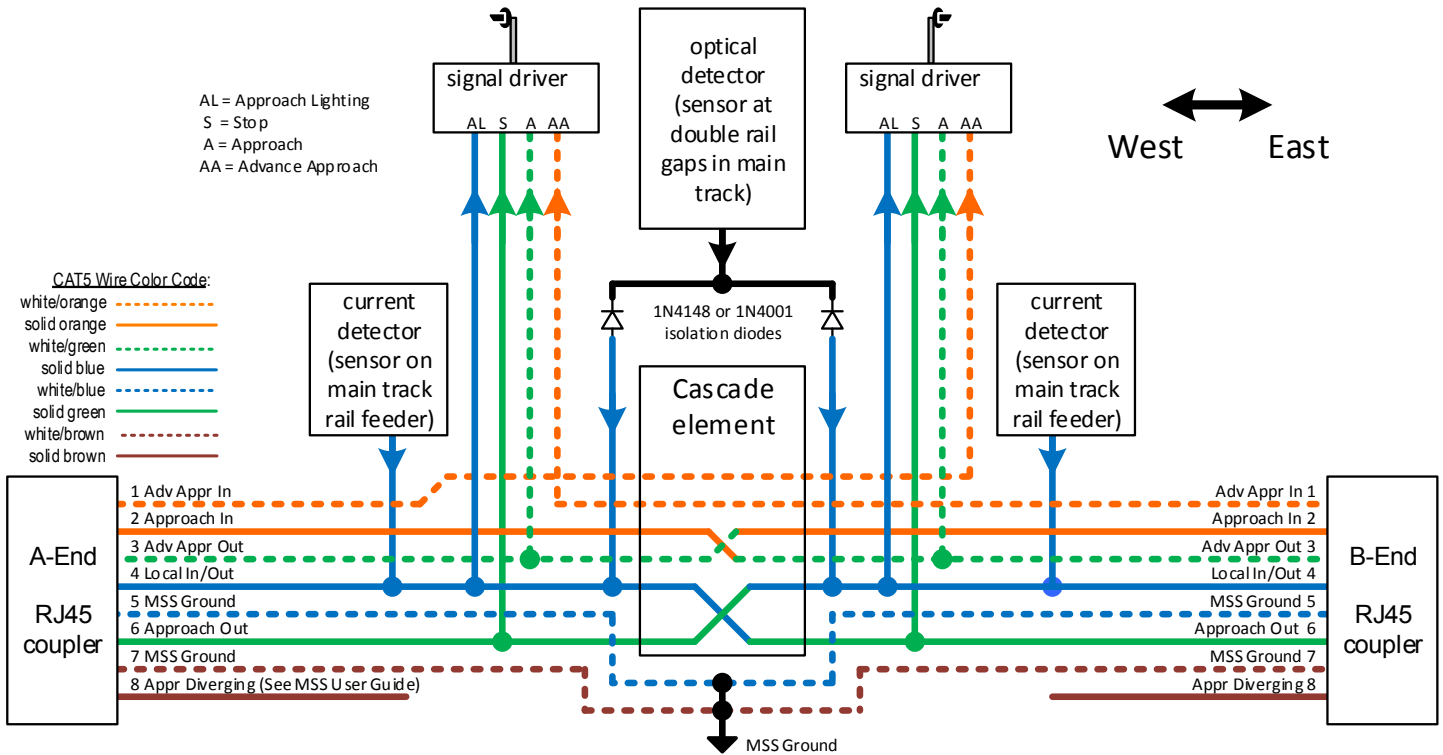 signal driver
AL S A AA
optical
detector
(sensor at
double rail
gaps in main
track)
signal driver
AL S A AA
West East
AL = Approach Lighting
S = Stop
A = Approach
AA = Advance Approach
CAT5 Wire Color Code:
white/orange
solid orange
white/green
solid blue
white/blue
solid green
white/brown
solid brown
current
detector
(sensor on
main track
rail feeder)
1N4148 or 1N4001
isolation diodes
current
detector
(sensor on
main track
rail feeder)
Cascade
element
A-End
RJ45
coupler
1 Adv Appr In
2 Approach In
3 Adv Appr Out
4 Local In/Out
5 MSS Ground
6 Approach Out
7 MSS Ground
8 Appr Diverging (See MSS User Guide)
Adv Appr In 1
Approach In 2
Adv Appr Out 3
Local In/Out 4
MSS Ground 5
Approach Out 6
MSS Ground 7
Appr Diverging 8
B-End
RJ45
coupler
MSS Ground